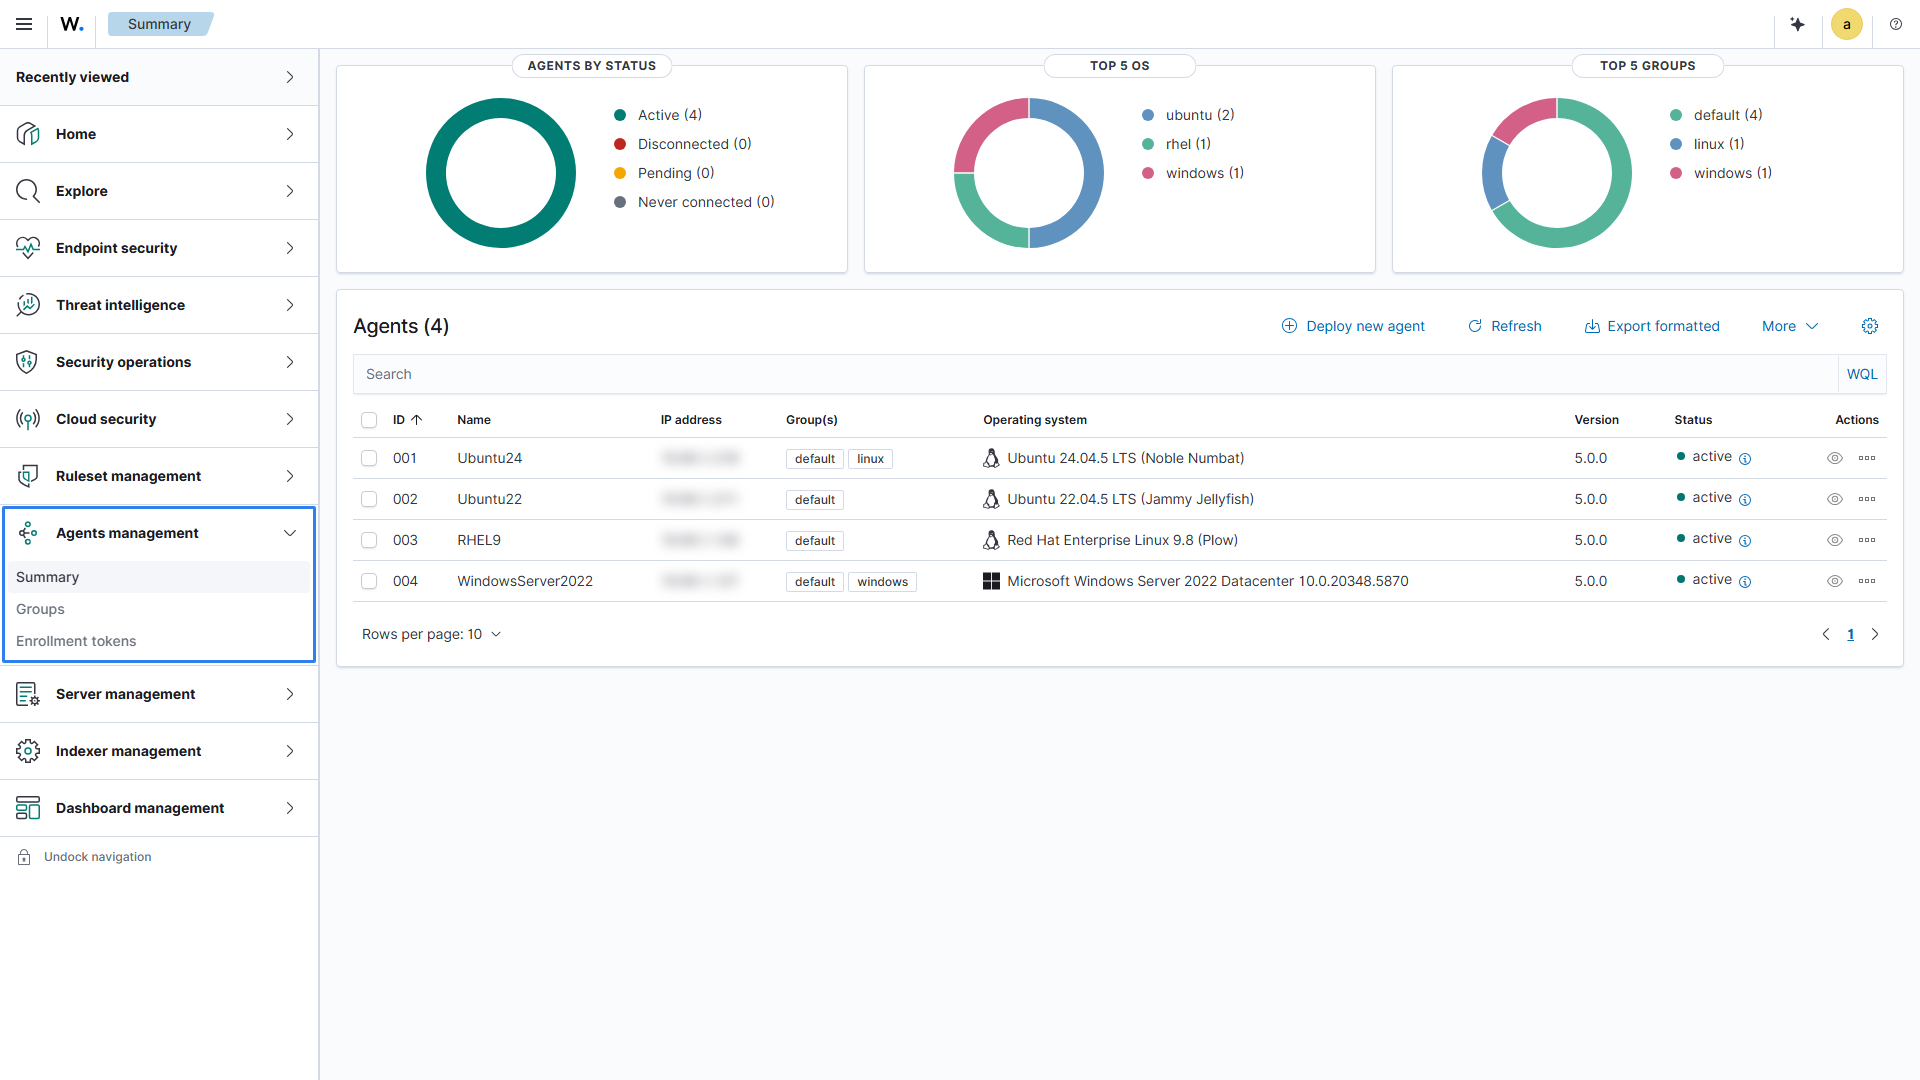 W.
Summary
a
Recently viewed
Home
Explore
Endpoint security
Threat intelligence
Security operations
Cloud security
Ruleset management
Agents management
Summary
Groups
Enrollment tokens
Server management
Indexer management
Dashboard management
Undock navigation
AGENTS BY STATUS
Active (4)
Disconnected (0)
Pending (0)
Never connected (0)
TOP 5 OS
ubuntu (2)
rhel (1)
windows (1)
TOP 5 GROUPS
default (4)
linux (1)
windows (1)
Agents (4) Deploy new agent Refresh Export formatted More
Search WQL
ID Name IP address Group(s) Operating system Version Status Actions
001 Ubuntu24 default linux Ubuntu 24.04.5 LTS (Noble Numbat) 5.0.0 active
002 Ubuntu22 default Ubuntu 22.04.5 LTS (Jammy Jellyfish) 5.0.0 active
003 RHEL9 default Red Hat Enterprise Linux 9.8 (Plow) 5.0.0 active
004 WindowsServer2022 default windows Microsoft Windows Server 2022 Datacenter 10.0.20348.5870 5.0.0 active
Rows per page: 10 1